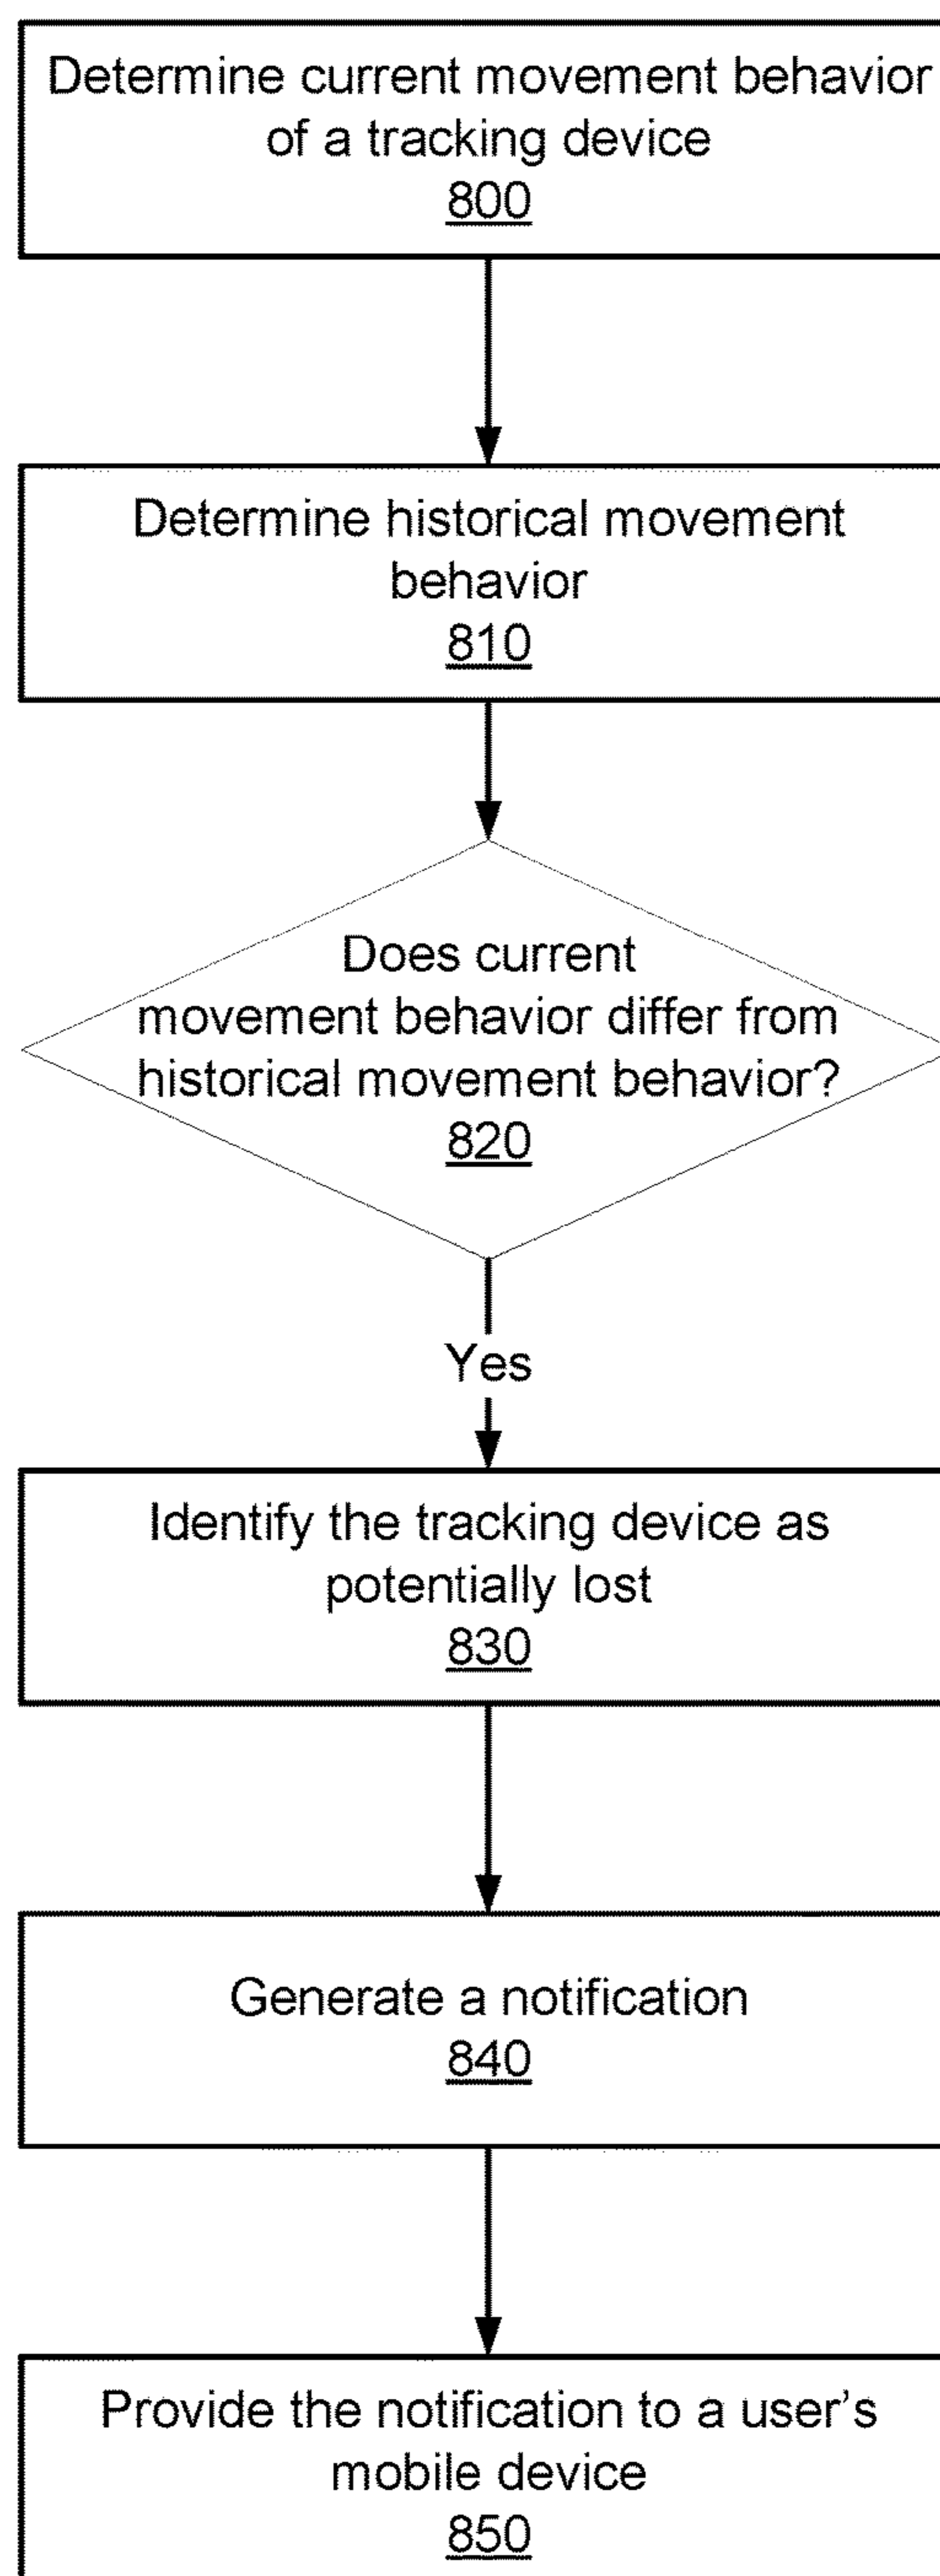 Determine current movement behavior
of a tracking device
800
Determine historical movement
behavior
810
Does current
movement behavior differ from
historical movement behavior?
820
Yes
Identify the tracking device as
potentially lost
830
Generate a notification
840
Provide the notification to a user's
mobile device
850